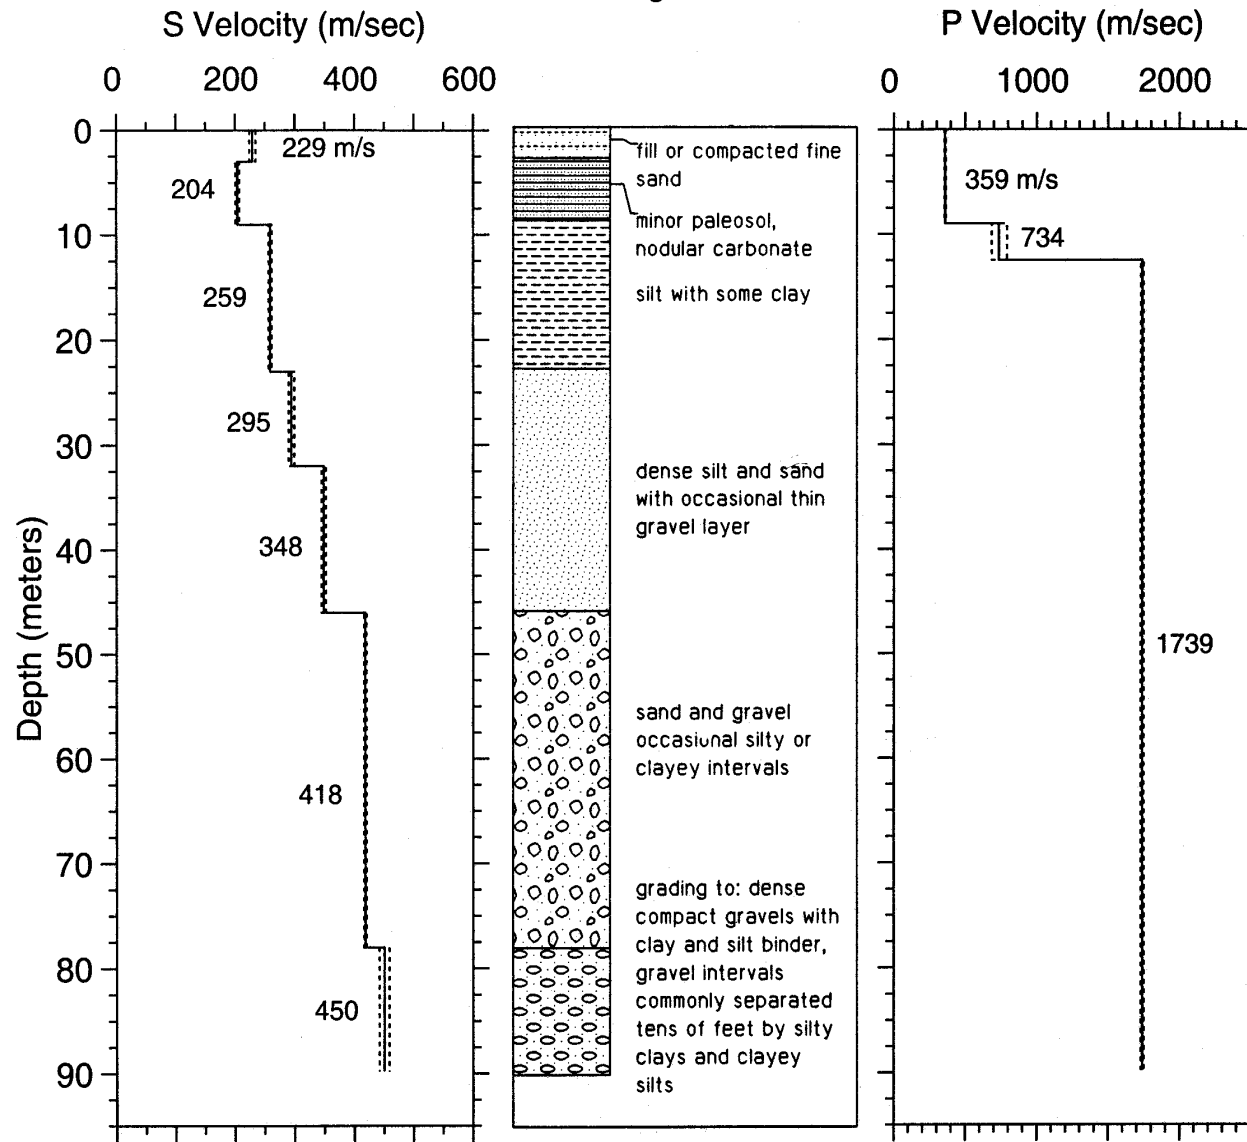 S Velocity (m/sec)
0 200 400 600
0
10
20
30
40
50
60
70
80
90
Depth (meters)
229 m/s
204
259
295
348
418
450
fill or compacted fine
sand
minor paleosol,
nodular carbonate
silt with some clay
dense silt and sand
with occasional thin
gravel layer
sand and gravel
occasional silty or
clayey intervals
grading to: dense
compact gravels with
clay and silt binder,
gravel intervals
commonly separated
tens of feet by silty
clays and clayey
silts
P Velocity (m/sec)
0 1000 2000
359 m/s
734
1739